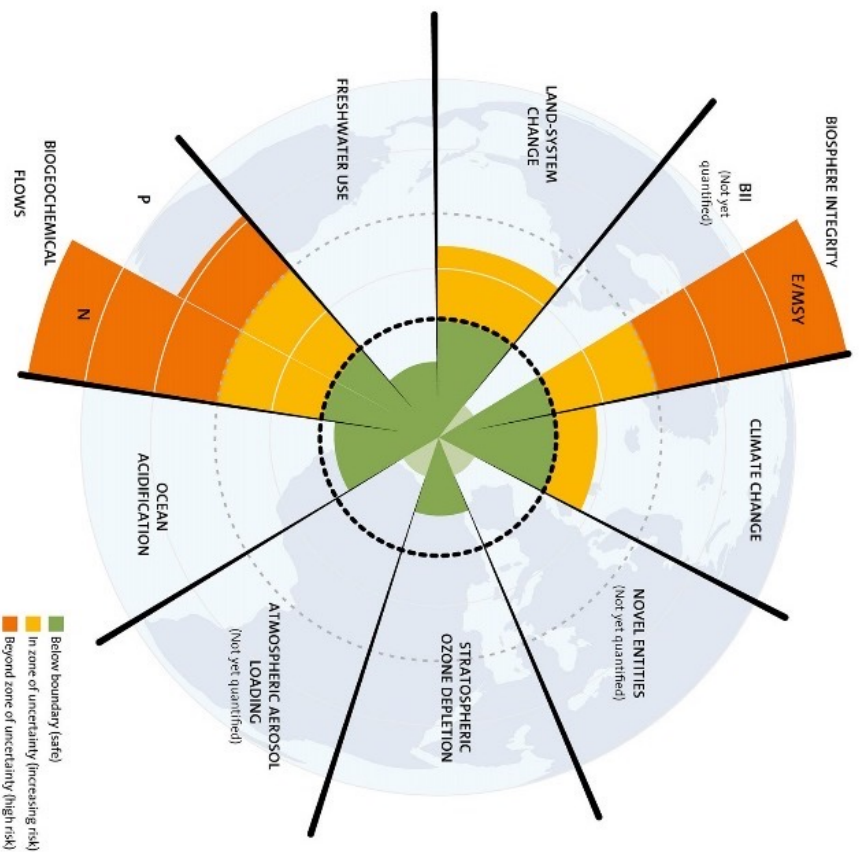 BIOSPHERE INTEGRITY
E/MSY
BII
(Not yet
quantified)
CLIMATE CHANGE
NOVEL ENTITIES
(Not yet quantified)
LAND-SYSTEM
CHANGE
STRATOSPHERIC
OZONE DEPLETION
FRESHWATER USE
ATMOSPHERIC AEROSOL
LOADING
(Not yet quantified)
P
N
BIOGEOCHEMICAL
FLOWS
OCEAN
ACIDIFICATION
Below boundary (safe)
In zone of uncertainty (increasing risk)
Beyond zone of uncertainty (high risk)